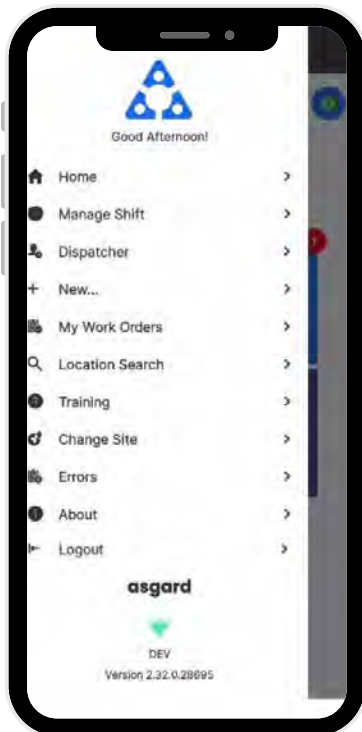 Good Afternoon!
Home
Manage Shift
Dispatcher
New...
My Work Orders
Location Search
Training
Change Site
Errors
About
Logout
asgard
DEV
Version 2.32.0.28695